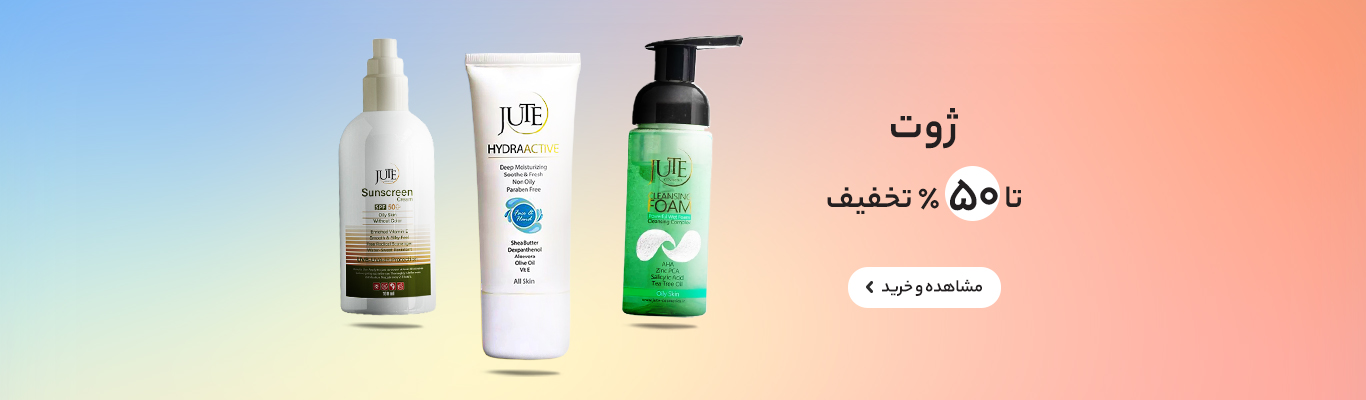 ژوت
تا ۵۰ % تخفیف
مشاهده و خرید
JUTE
Sunscreen
Cream
SPF 50
Oily Skin
Without Color
JUTE
HYDRAACTIVE
Deep Moisturizing
Soothe & Fresh
Non Oily
Paraben Free
Face &
Hand
Shea Butter
Dexpanthenol
Aloevera
Olive Oil
Vit E
All Skin
JUTE
CLEANSING
FOAM
Cleansing Complex
AHA
Zinc PCA
Salicylic Acid
Tea Tree Oil
Oily Skin